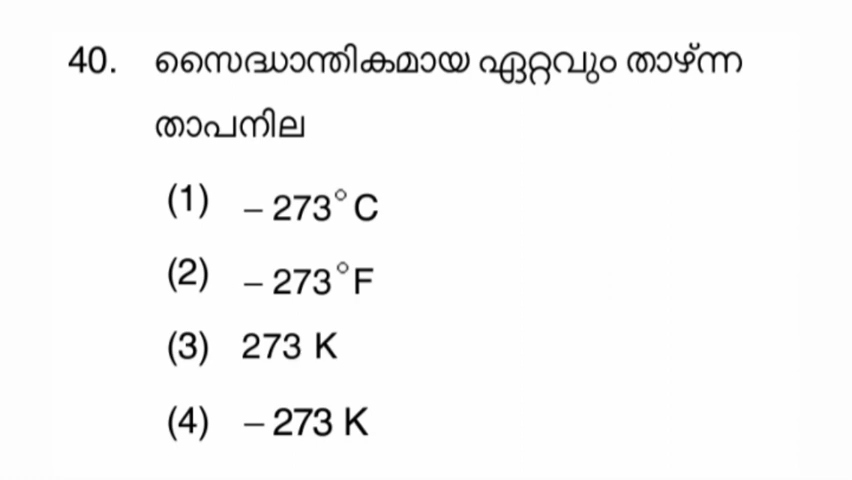 40. സൈദ്ധാന്തികമായ ഏറ്റവും താഴ്ന്ന
താപനില
(1) – 273° C
(2) – 273° F
(3) 273 K
(4) – 273 K